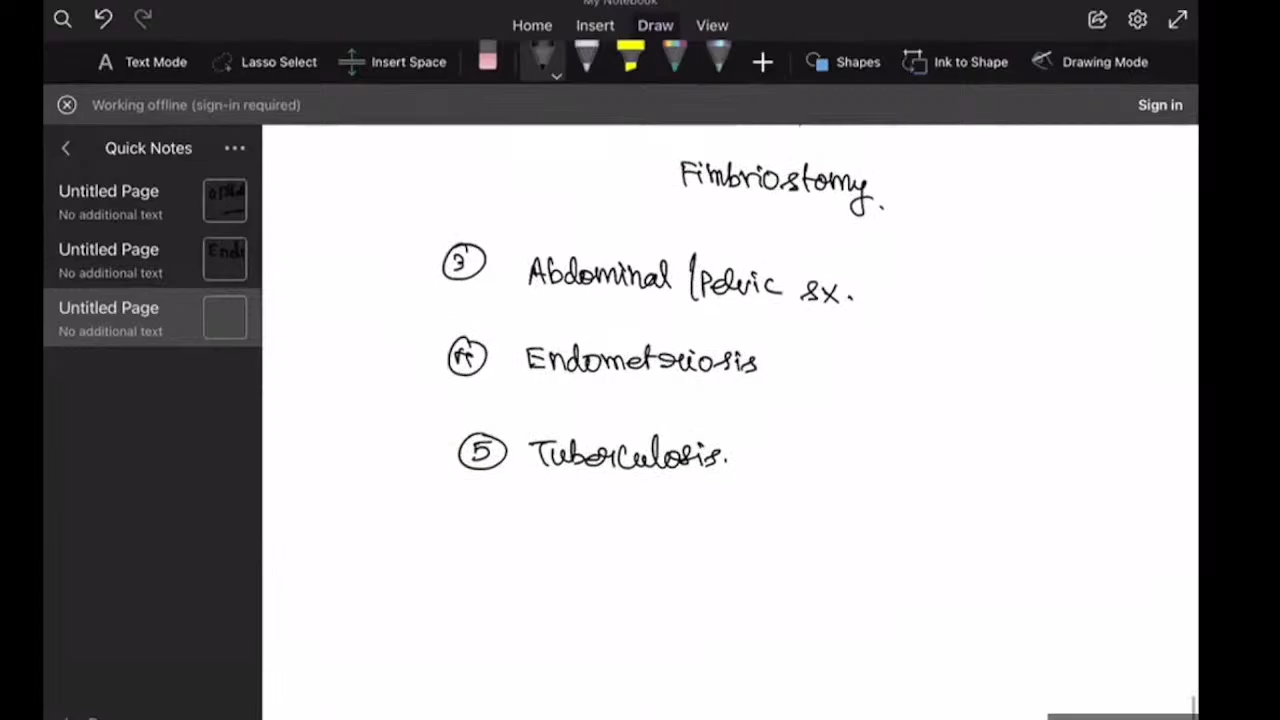 My Notebook
Home Insert Draw View
Text Mode Lasso Select Insert Space Shapes Ink to Shape Drawing Mode
Working offline (sign-in required) Sign in
Quick Notes
Untitled Page
No additional text
Untitled Page
No additional text
Untitled Page
No additional text
Fimbriostomy.
3 Abdominal (Pelvic sx.
Endometriosis
5 Tuberculosis.